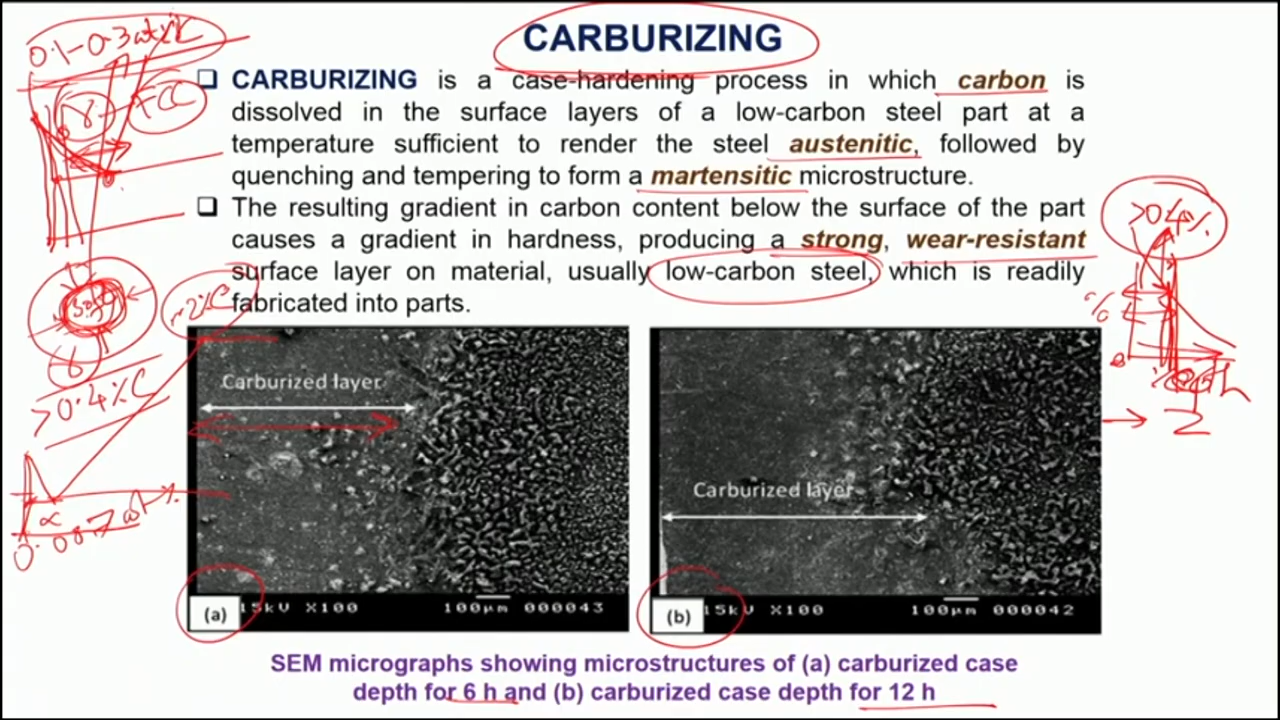 CARBURIZING
0.1-0.3 wt%
❑ CARBURIZING is a case-hardening process in which carbon is
dissolved in the surface layers of a low-carbon steel part at a
temperature sufficient to render the steel austenitic, followed by
quenching and tempering to form a martensitic microstructure.
❑ The resulting gradient in carbon content below the surface of the part
causes a gradient in hardness, producing a strong, wear-resistant
surface layer on material, usually low-carbon steel, which is readily
fabricated into parts.
γ - FCC
>0.4%
~2%C
>0.4%C
α
Carburized layer
(a) 15kV X100 100µm 000043
Carburized layer
(b) 15kV X100 100µm 000042
SEM micrographs showing microstructures of (a) carburized case
depth for 6 h and (b) carburized case depth for 12 h